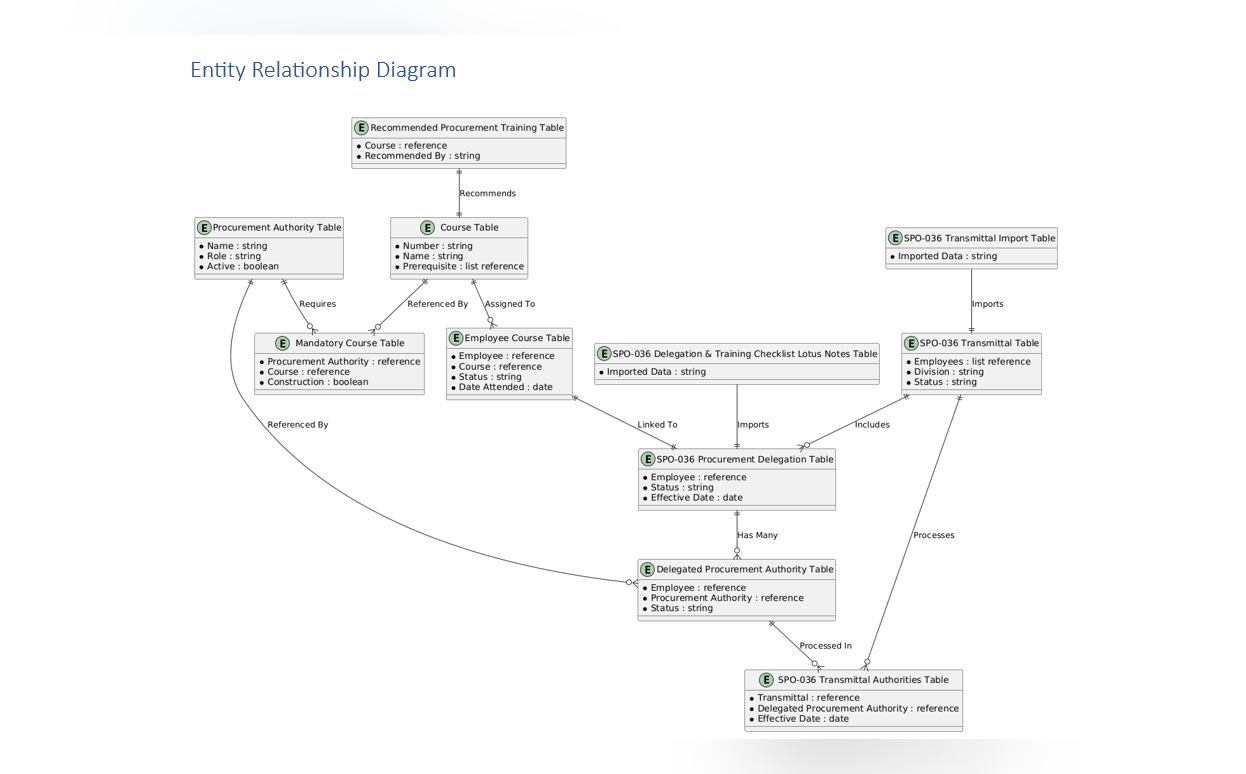 Entity Relationship Diagram
E Recommended Procurement Training Table
Course : reference
Recommended By : string
Recommends
E Procurement Authority Table
Name : string
Role : string
Active : boolean
E Course Table
Number : string
Name : string
Prerequisite : list reference
E SPO-036 Transmittal Import Table
Imported Data : string
Requires
Referenced By
Assigned To
Imports
E Mandatory Course Table
Procurement Authority : reference
Course : reference
Construction : boolean
E Employee Course Table
Employee : reference
Course : reference
Status : string
Date Attended : date
E SPO-036 Delegation & Training Checklist Lotus Notes Table
Imported Data : string
E SPO-036 Transmittal Table
Employees : list reference
Division : string
Status : string
Referenced By
Linked To
Imports
Includes
E SPO-036 Procurement Delegation Table
Employee : reference
Status : string
Effective Date : date
Has Many
Processes
E Delegated Procurement Authority Table
Employee : reference
Procurement Authority : reference
Status : string
Processed In
E SPO-036 Transmittal Authorities Table
Transmittal : reference
Delegated Procurement Authority : reference
Effective Date : date